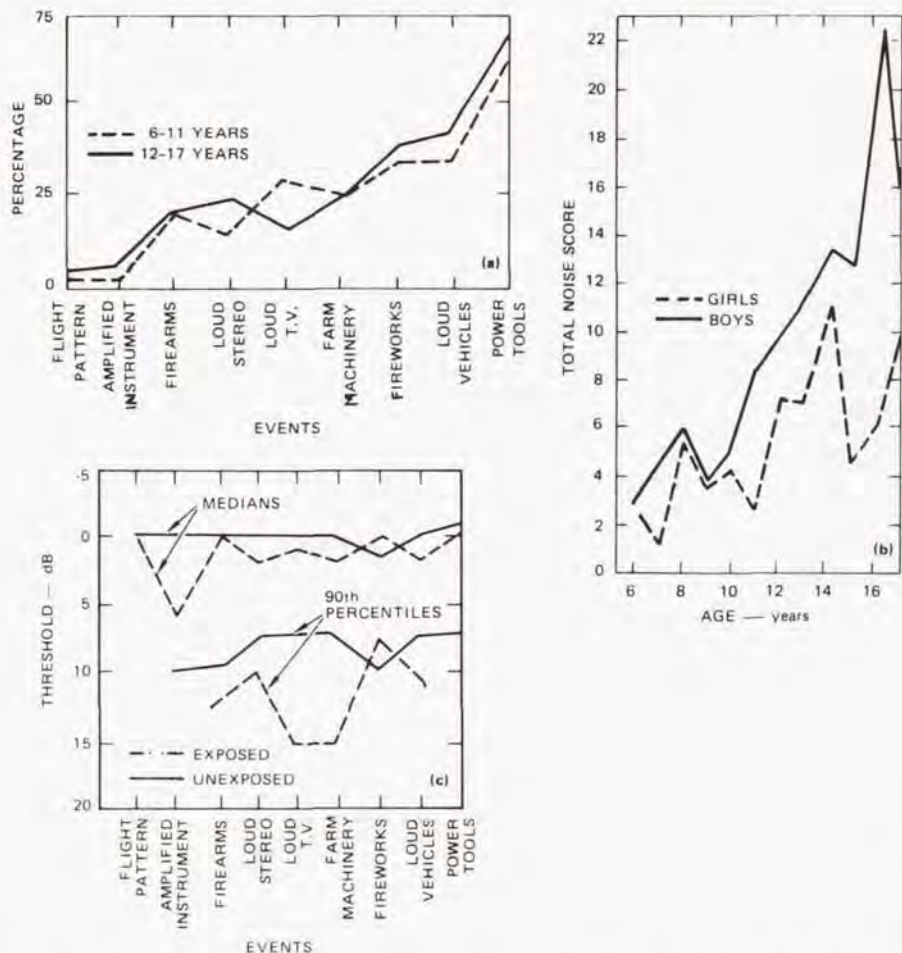 75
50
25
0
PERCENTAGE
6-11 YEARS
12-17 YEARS
(a)
FLIGHT PATTERN
AMPLIFIED INSTRUMENT
FIREARMS
LOUD STEREO
LOUD T.V.
FARM MACHINERY
FIREWORKS
LOUD VEHICLES
POWER TOOLS
EVENTS
22
20
18
16
14
12
10
8
6
4
2
0
TOTAL NOISE SCORE
GIRLS
BOYS
(b)
6 8 10 12 14 16
AGE — years
-5
0
5
10
15
20
THRESHOLD — dB
MEDIANS
90th
PERCENTILES
EXPOSED
UNEXPOSED
(c)
FLIGHT PATTERN
AMPLIFIED INSTRUMENT
FIREARMS
LOUD STEREO
LOUD T.V.
FARM MACHINERY
FIREWORKS
LOUD VEHICLES
POWER TOOLS
EVENTS